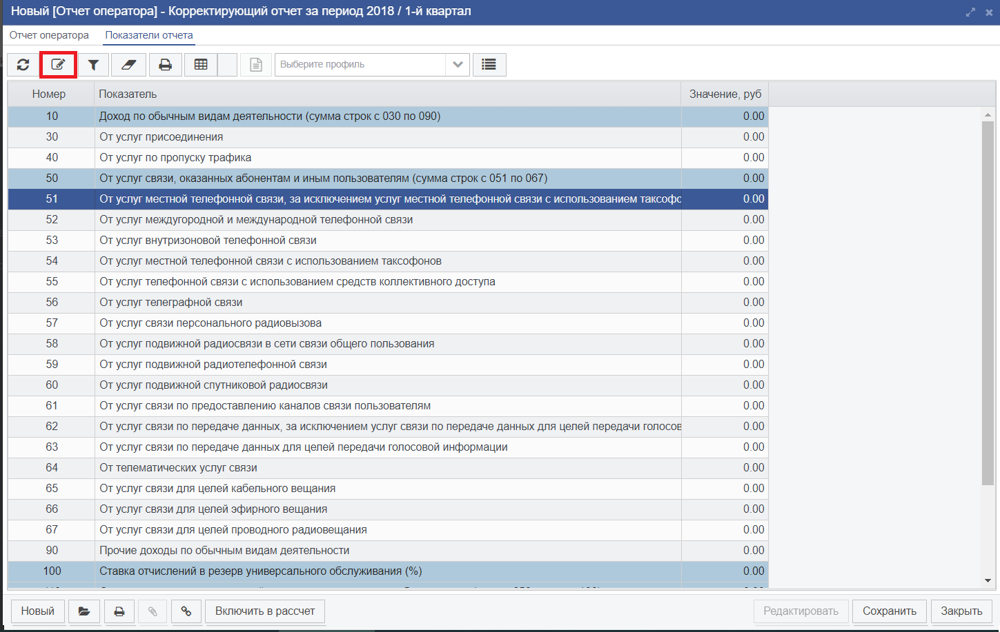 Новый [Отчет оператора] - Корректирующий отчет за период 2018 / 1-й квартал
Отчет оператора Показатели отчета
Выберите профиль
Номер Показатель Значение, руб
10 Доход по обычным видам деятельности (сумма строк с 030 по 090) 0.00
30 От услуг присоединения 0.00
40 От услуг по пропуску трафика 0.00
50 От услуг связи, оказанных абонентам и иным пользователям (сумма строк с 051 по 067) 0.00
51 От услуг местной телефонной связи, за исключением услуг местной телефонной связи с использованием таксофо 0.00
52 От услуг междугородной и международной телефонной связи 0.00
53 От услуг внутризоновой телефонной связи 0.00
54 От услуг местной телефонной связи с использованием таксофонов 0.00
55 От услуг телефонной связи с использованием средств коллективного доступа 0.00
56 От услуг телеграфной связи 0.00
57 От услуг связи персонального радиовызова 0.00
58 От услуг подвижной радиосвязи в сети связи общего пользования 0.00
59 От услуг подвижной радиотелефонной связи 0.00
60 От услуг подвижной спутниковой радиосвязи 0.00
61 От услуг связи по предоставлению каналов связи пользователям 0.00
62 От услуг связи по передаче данных, за исключением услуг связи по передаче данных для целей передачи голосов 0.00
63 От услуг связи по передаче данных для целей передачи голосовой информации 0.00
64 От телематических услуг связи 0.00
65 От услуг связи для целей кабельного вещания 0.00
66 От услуг связи для целей эфирного вещания 0.00
67 От услуг связи для целей проводного радиовещания 0.00
90 Прочие доходы по обычным видам деятельности 0.00
100 Ставка отчислений в резерв универсального обслуживания (%) 0.00
Новый Включить в рассчет Редактировать Сохранить Закрыть